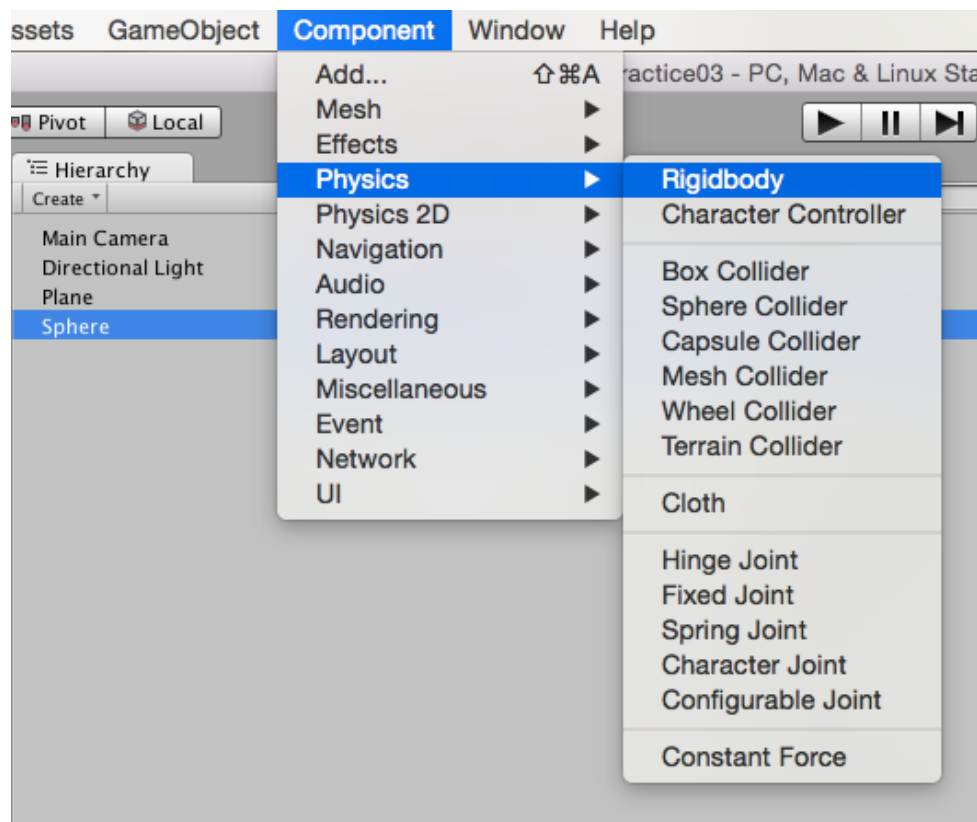 ssets GameObject Component Window Help
Add... ⇧⌘A
ractice03 - PC, Mac & Linux Sta
Pivot Local
Hierarchy
Create
Main Camera
Directional Light
Plane
Sphere
Mesh
Effects
Physics
Physics 2D
Navigation
Audio
Rendering
Layout
Miscellaneous
Event
Network
UI
Rigidbody
Character Controller
Box Collider
Sphere Collider
Capsule Collider
Mesh Collider
Wheel Collider
Terrain Collider
Cloth
Hinge Joint
Fixed Joint
Spring Joint
Character Joint
Configurable Joint
Constant Force